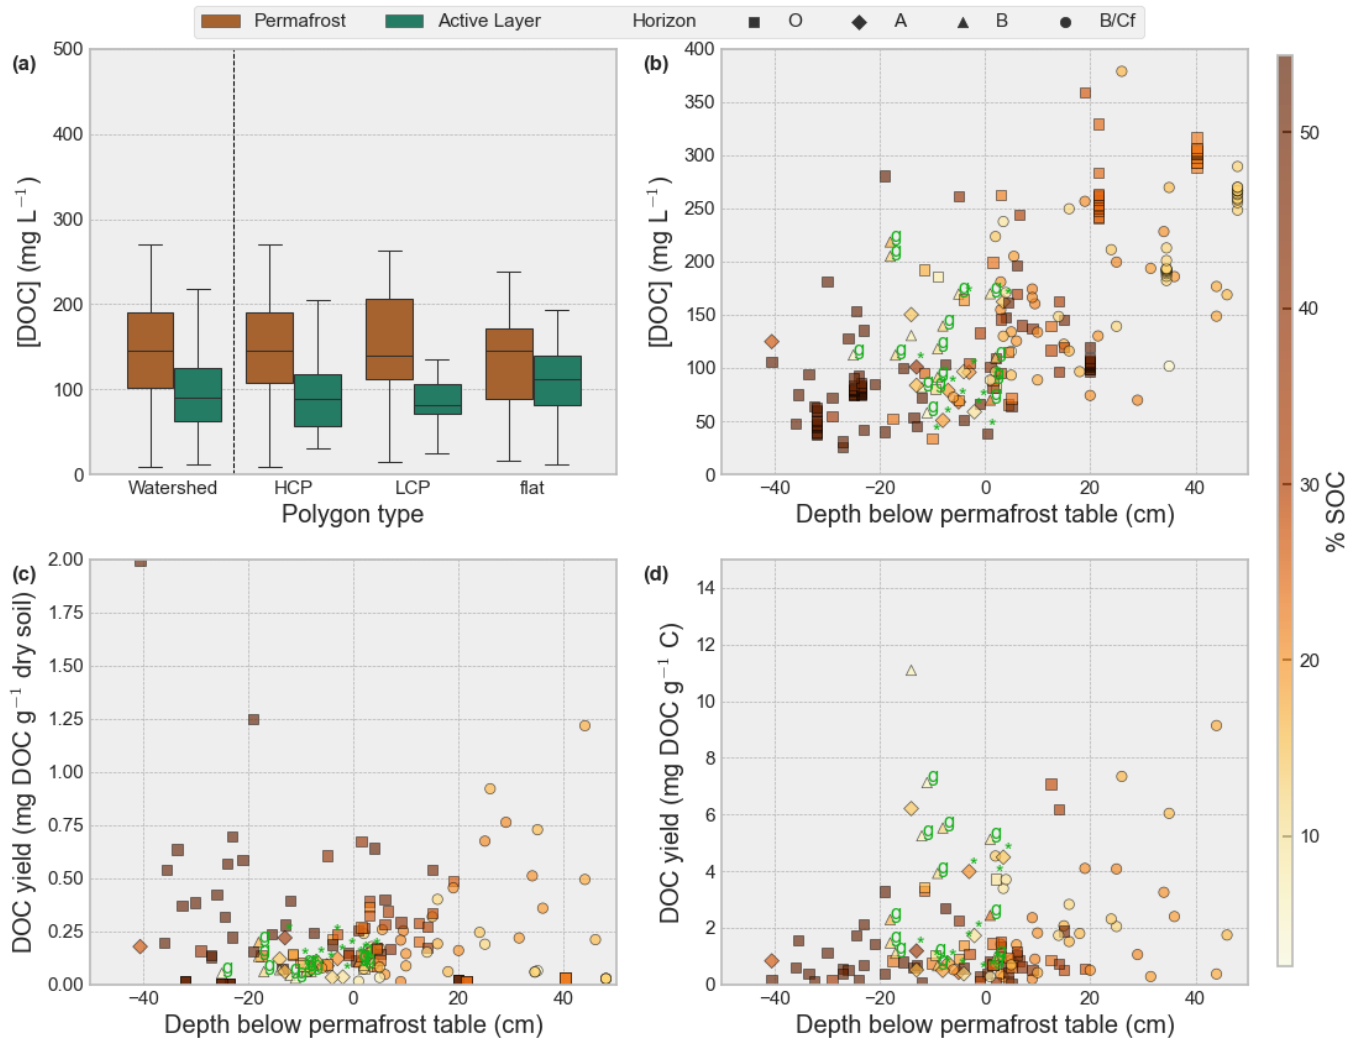 Permafrost Active Layer Horizon O A B B/Cf
(a)
500
400
300
200
100
0
[DOC] (mg L⁻¹)
Watershed HCP LCP flat
Polygon type
(b)
400
350
300
250
200
150
100
50
0
[DOC] (mg L⁻¹)
−40 −20 0 20 40
Depth below permafrost table (cm)
50
40
30
20
10
% SOC
(c)
2.00
1.75
1.50
1.25
1.00
0.75
0.50
0.25
0.00
DOC yield (mg DOC g⁻¹ dry soil)
−40 −20 0 20 40
Depth below permafrost table (cm)
(d)
14
12
10
8
6
4
2
0
DOC yield (mg DOC g⁻¹ C)
−40 −20 0 20 40
Depth below permafrost table (cm)